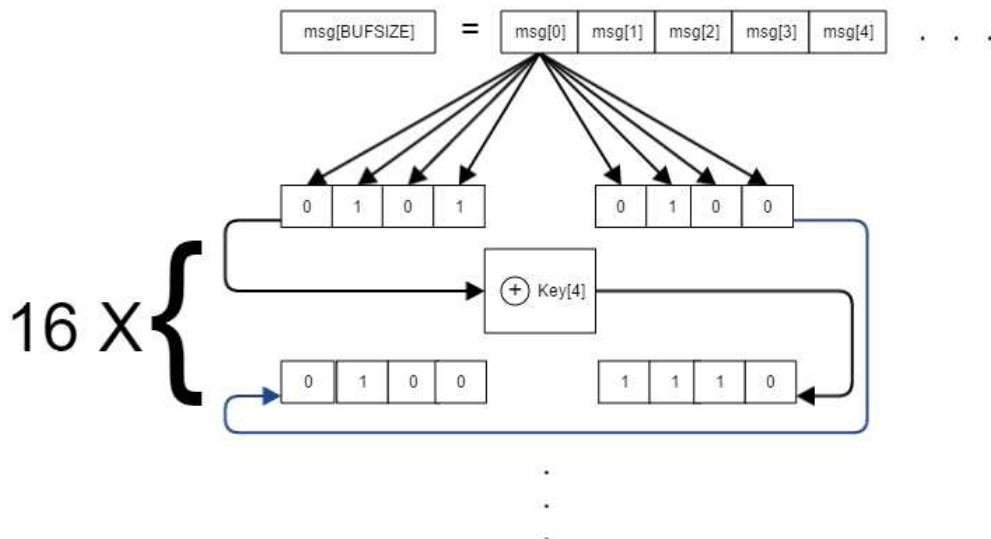 msg[BUFSIZE] = msg[0] msg[1] msg[2] msg[3] msg[4] . . .
0 1 0 1 0 1 0 0
16 X { + Key[4]
0 1 0 0 1 1 1 0
.
.
.